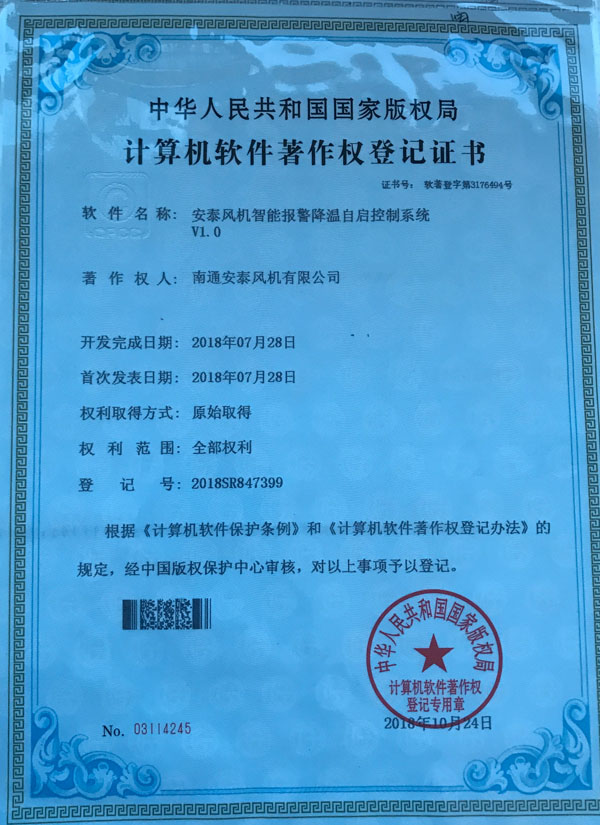 中华人民共和国国家版权局
计算机软件著作权登记证书
证书号： 软著登字第3176494号
软件名称： 安泰风机智能报警降温自启控制系统
V1.0
著作权人： 南通安泰风机有限公司
开发完成日期： 2018年07月28日
首次发表日期： 2018年07月28日
权利取得方式： 原始取得
权利范围： 全部权利
登记号： 2018SR847399
根据《计算机软件保护条例》和《计算机软件著作权登记办法》的
规定，经中国版权保护中心审核，对以上事项予以登记。
中华人民共和国国家版权局
计算机软件著作权
登记专用章
No. 03114245
2018年10月24日